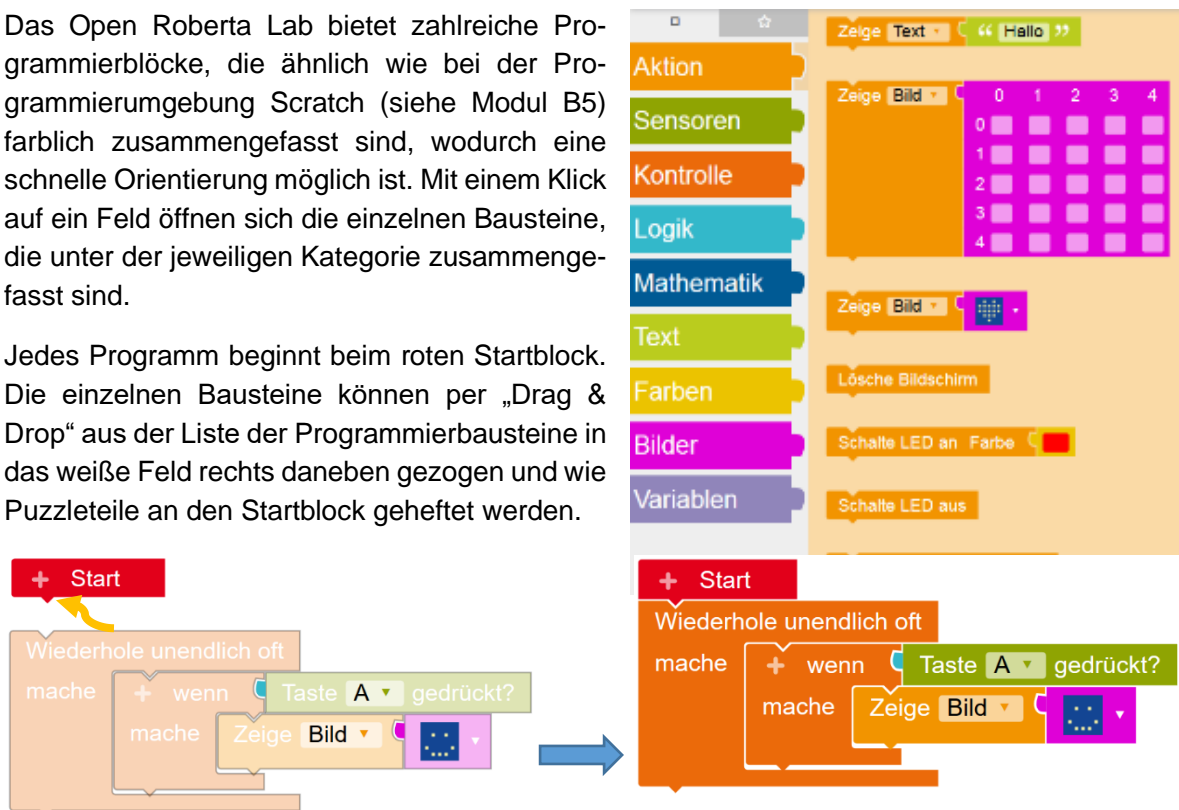 Das Open Roberta Lab bietet zahlreiche Pro-
grammierblöcke, die ähnlich wie bei der Pro-
grammierumgebung Scratch (siehe Modul B5)
farblich zusammengefasst sind, wodurch eine
schnelle Orientierung möglich ist. Mit einem Klick
auf ein Feld öffnen sich die einzelnen Bausteine,
die unter der jeweiligen Kategorie zusammenge-
fasst sind.
Jedes Programm beginnt beim roten Startblock.
Die einzelnen Bausteine können per „Drag &
Drop“ aus der Liste der Programmierbausteine in
das weiße Feld rechts daneben gezogen und wie
Puzzleteile an den Startblock geheftet werden.
Aktion
Sensoren
Kontrolle
Logik
Mathematik
Text
Farben
Bilder
Variablen
Zeige Text “ Hallo ”
Zeige Bild 0 1 2 3 4
0
1
2
3
4
Zeige Bild
Lösche Bildschirm
Schalte LED an Farbe
Schalte LED aus
+ Start
Wiederhole unendlich oft
mache + wenn Taste A gedrückt?
mache Zeige Bild
+ Start
Wiederhole unendlich oft
mache + wenn Taste A gedrückt?
mache Zeige Bild